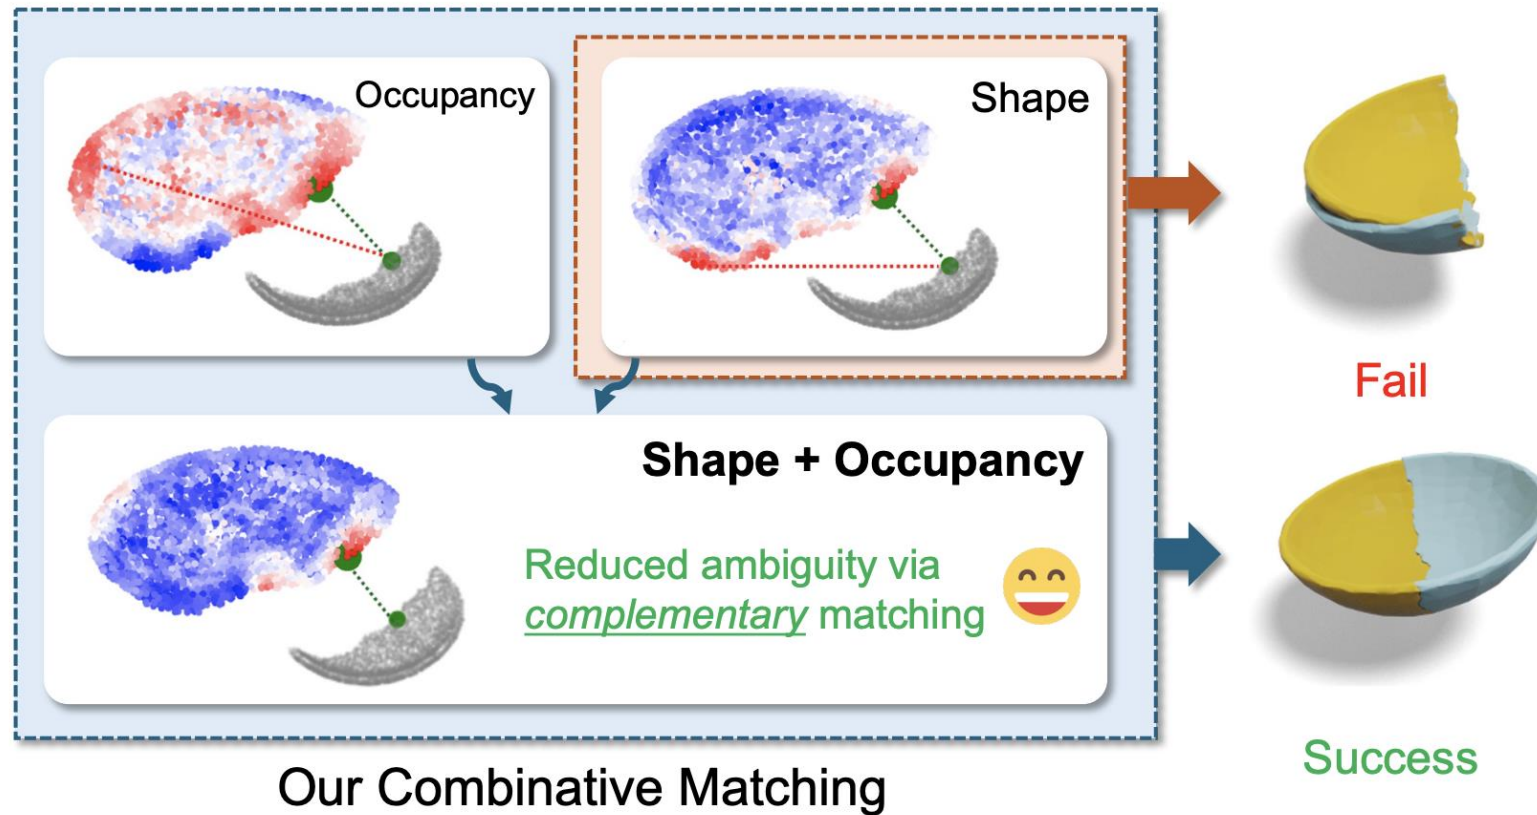 Occupancy
Shape
Fail
Shape + Occupancy
Reduced ambiguity via
complementary matching
Success
Our Combinative Matching